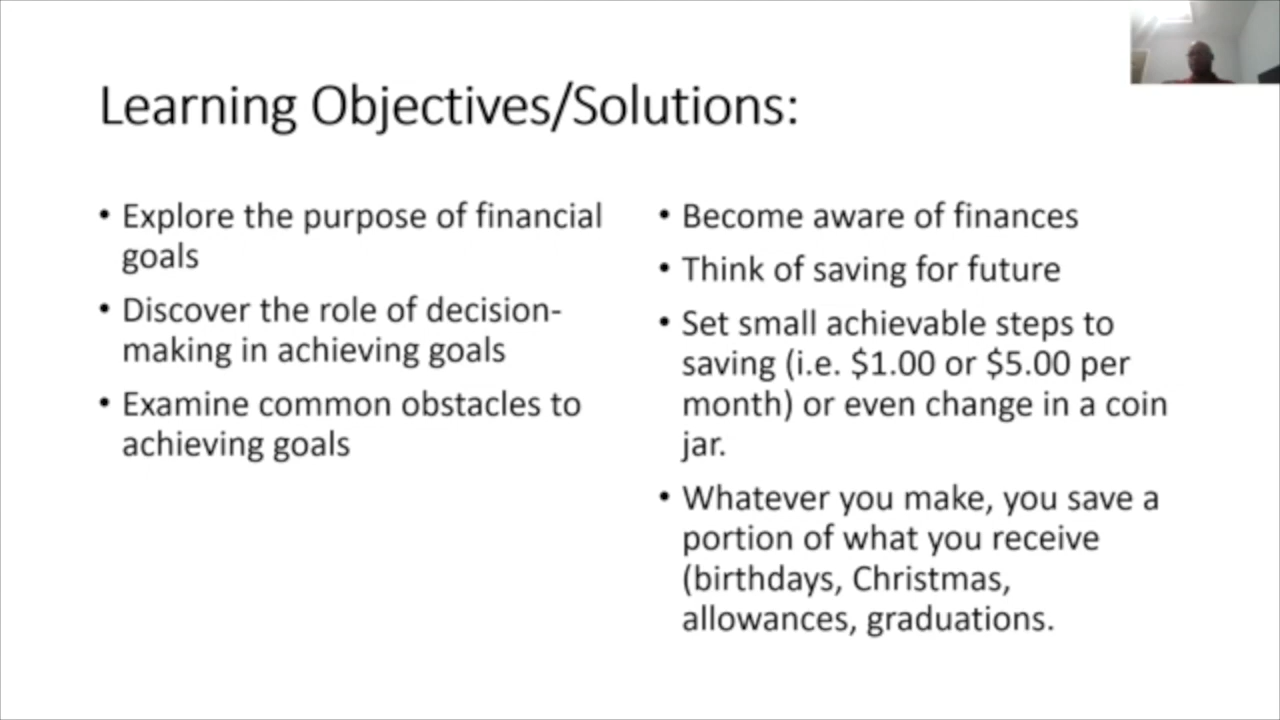 Learning Objectives/Solutions:
• Explore the purpose of financial
goals
• Discover the role of decision-
making in achieving goals
• Examine common obstacles to
achieving goals
• Become aware of finances
• Think of saving for future
• Set small achievable steps to
saving (i.e. $1.00 or $5.00 per
month) or even change in a coin
jar.
• Whatever you make, you save a
portion of what you receive
(birthdays, Christmas,
allowances, graduations.